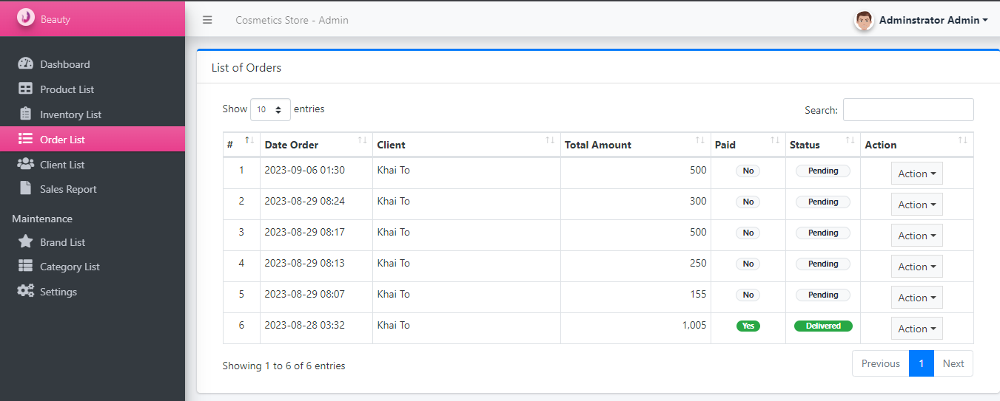 Beauty
Cosmetics Store - Admin
Adminstrator Admin
Dashboard
Product List
Inventory List
Order List
Client List
Sales Report
Maintenance
Brand List
Category List
Settings
List of Orders
Show 10 entries
Search:
# Date Order Client Total Amount Paid Status Action
1 2023-09-06 01:30 Khai To 500 No Pending Action
2 2023-08-29 08:24 Khai To 300 No Pending Action
3 2023-08-29 08:17 Khai To 500 No Pending Action
4 2023-08-29 08:13 Khai To 250 No Pending Action
5 2023-08-29 08:07 Khai To 155 No Pending Action
6 2023-08-28 03:32 Khai To 1,005 Yes Delivered Action
Showing 1 to 6 of 6 entries
Previous 1 Next